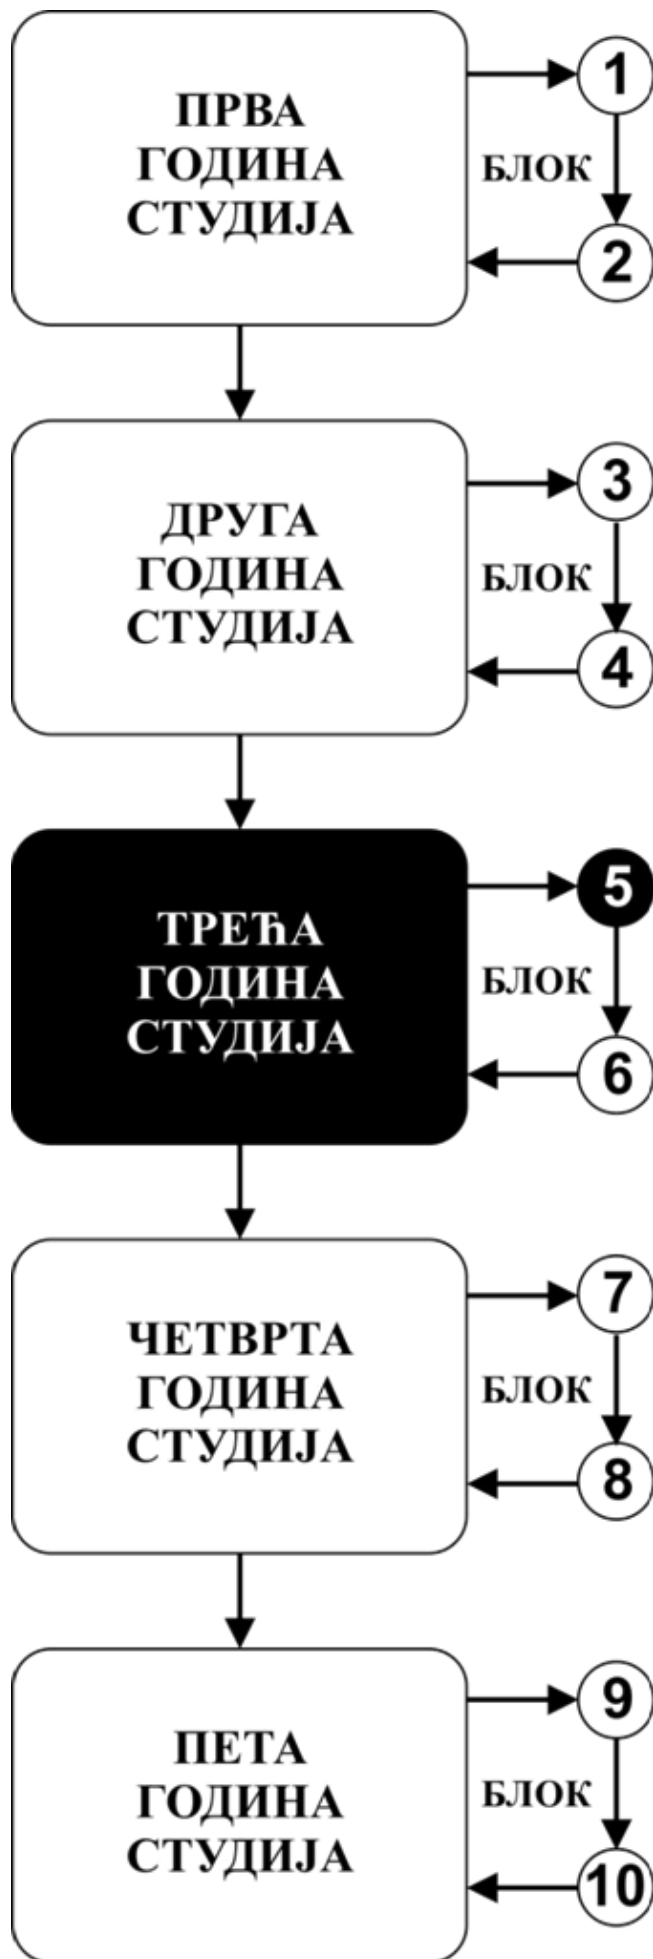 ПРВА
ГОДИНА
СТУДИЈА
1
БЛОК
2
ДРУГА
ГОДИНА
СТУДИЈА
3
БЛОК
4
ТРЕЋА
ГОДИНА
СТУДИЈА
5
БЛОК
6
ЧЕТВРТА
ГОДИНА
СТУДИЈА
7
БЛОК
8
ПЕТА
ГОДИНА
СТУДИЈА
9
БЛОК
10